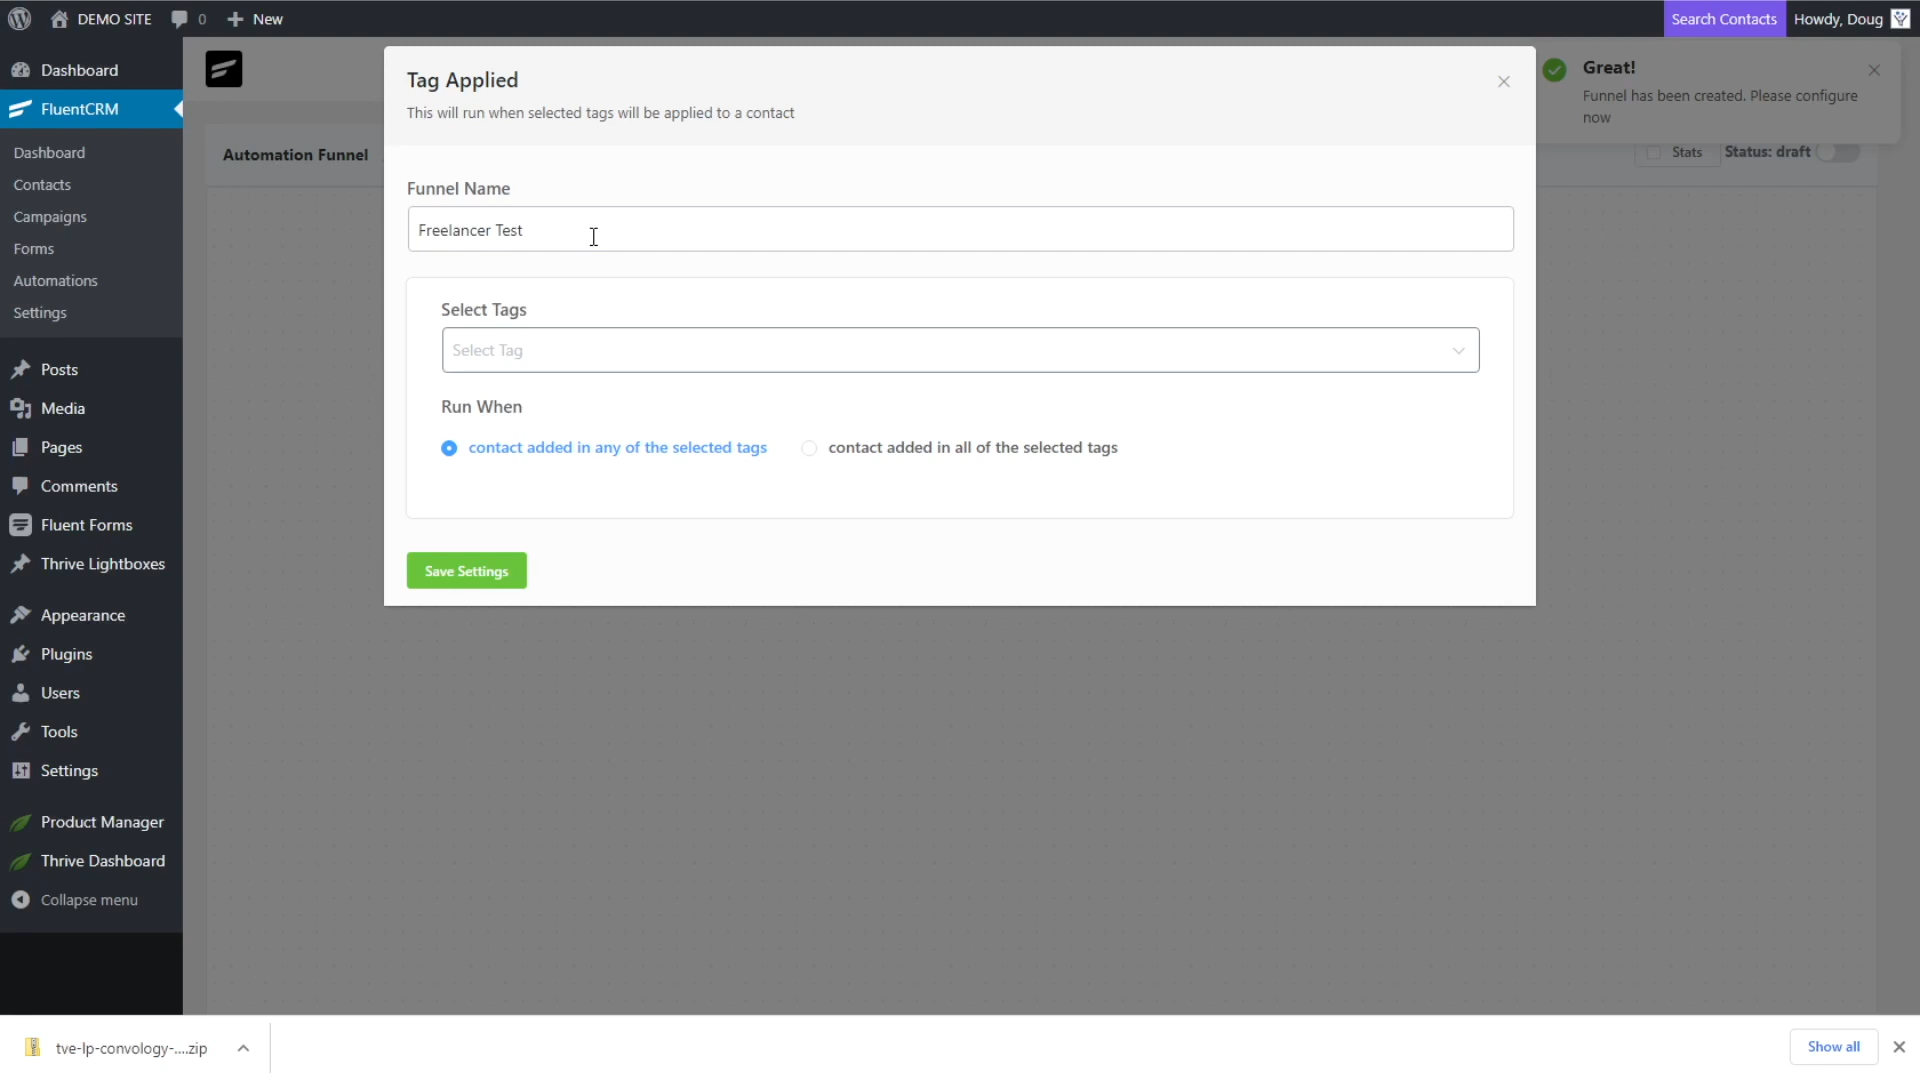 DEMO SITE
0
New
Search Contacts
Howdy, Doug
Dashboard
FluentCRM
Dashboard
Contacts
Campaigns
Forms
Automations
Settings
Posts
Media
Pages
Comments
Fluent Forms
Thrive Lightboxes
Appearance
Plugins
Users
Tools
Settings
Product Manager
Thrive Dashboard
Collapse menu
Automation Funnel
Tag Applied
This will run when selected tags will be applied to a contact
Funnel Name
Freelancer Test
Select Tags
Select Tag
Run When
contact added in any of the selected tags
contact added in all of the selected tags
Save Settings
Great!
Funnel has been created. Please configure
now
Stats
Status: draft
tve-lp-convology-....zip
Show all